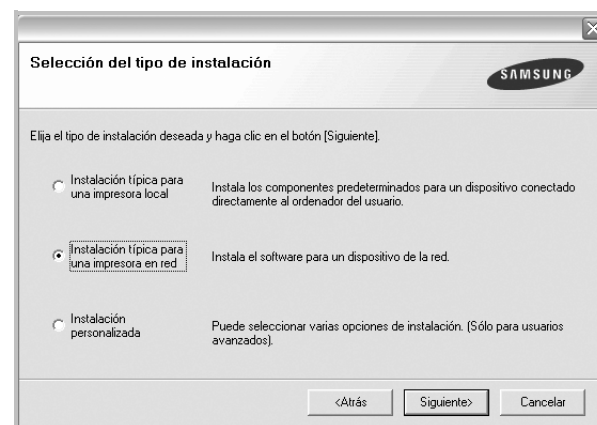 Selección del tipo de instalación
SAMSUNG
Elija el tipo de instalación deseada y haga clic en el botón [Siguiente].
Instalación típica para
una impresora local
Instala los componentes predeterminados para un dispositivo conectado
directamente al ordenador del usuario.
Instalación típica para
una impresora en red
Instala el software para un dispositivo de la red.
Instalación
personalizada
Puede seleccionar varias opciones de instalación. (Sólo para usuarios
avanzados).
<Atrás
Siguiente>
Cancelar